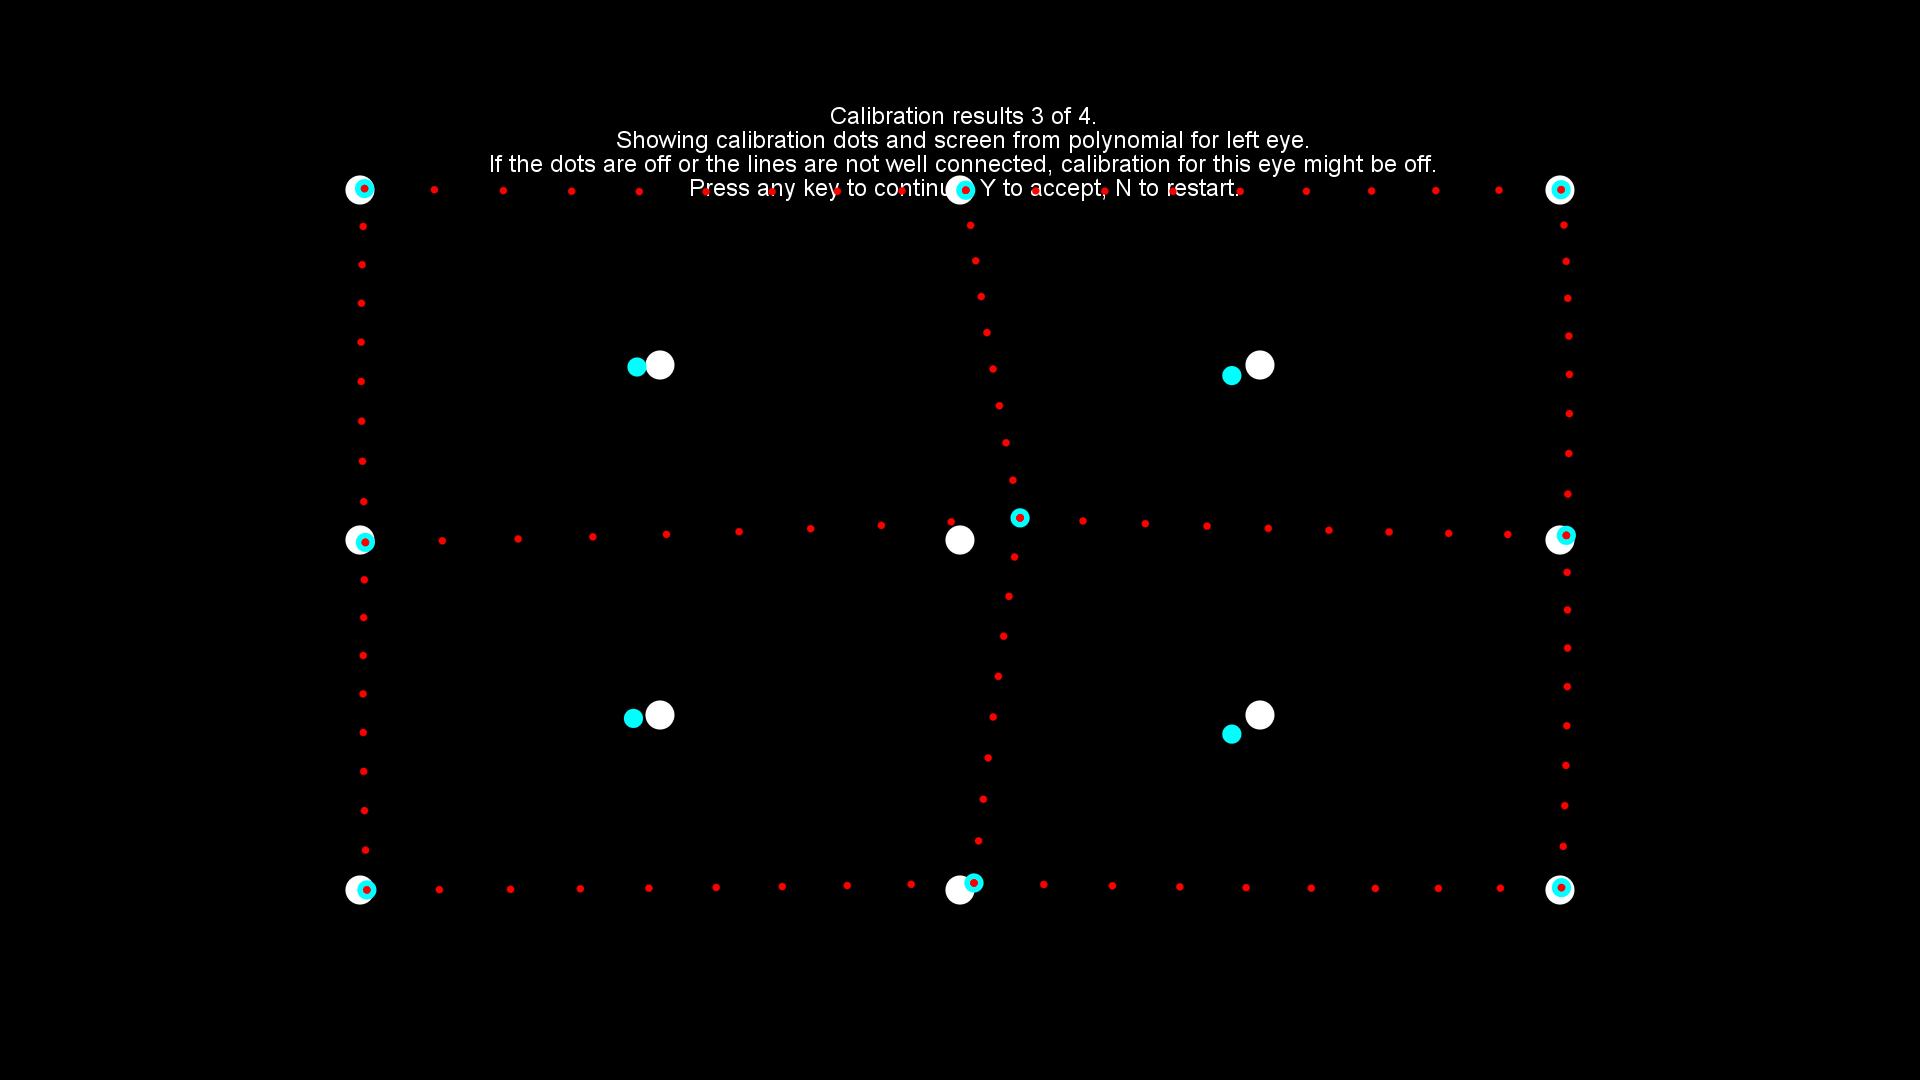 Calibration results 3 of 4.
Showing calibration dots and screen from polynomial for left eye.
If the dots are off or the lines are not well connected, calibration for this eye might be off.
Press any key to continue, Y to accept, N to restart.